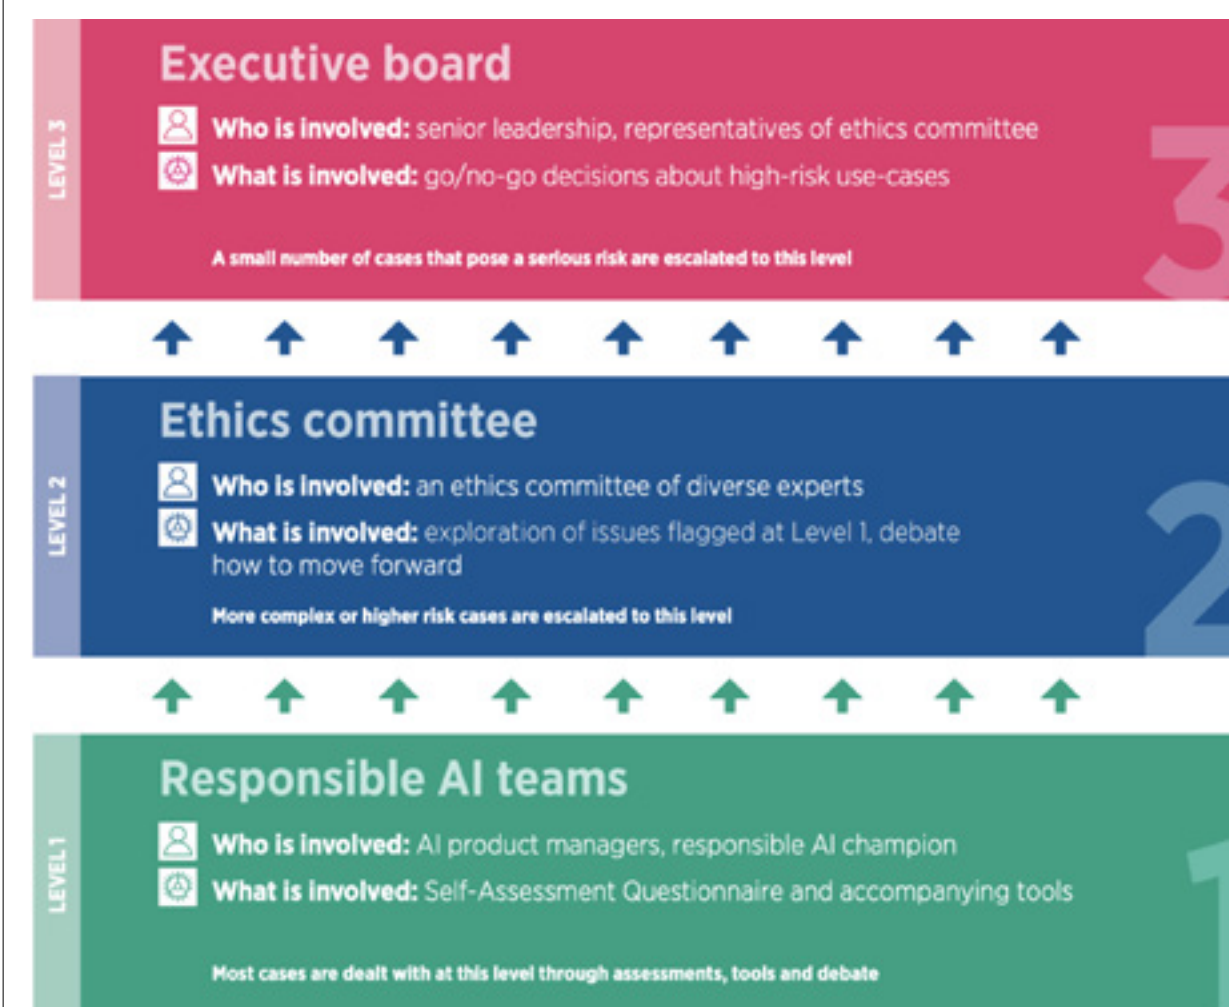 LEVEL 3
Executive board
Who is involved: senior leadership, representatives of ethics committee
What is involved: go/no-go decisions about high-risk use-cases
A small number of cases that pose a serious risk are escalated to this level
3
LEVEL 2
Ethics committee
Who is involved: an ethics committee of diverse experts
What is involved: exploration of issues flagged at Level 1, debate
how to move forward
More complex or higher risk cases are escalated to this level
2
LEVEL 1
Responsible AI teams
Who is involved: AI product managers, responsible AI champion
What is involved: Self-Assessment Questionnaire and accompanying tools
Most cases are dealt with at this level through assessments, tools and debate
1